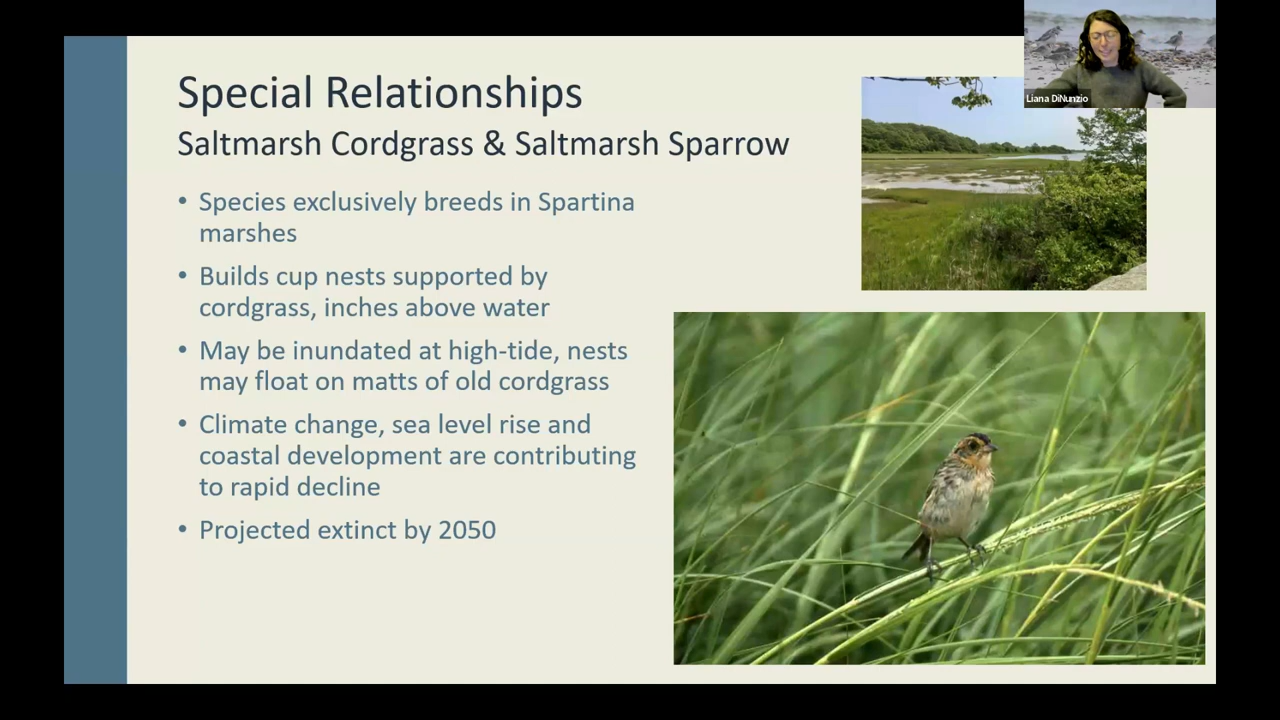 Special Relationships
Saltmarsh Cordgrass & Saltmarsh Sparrow
• Species exclusively breeds in Spartina
marshes
• Builds cup nests supported by
cordgrass, inches above water
• May be inundated at high-tide, nests
may float on matts of old cordgrass
• Climate change, sea level rise and
coastal development are contributing
to rapid decline
• Projected extinct by 2050
Liana DiNunzio